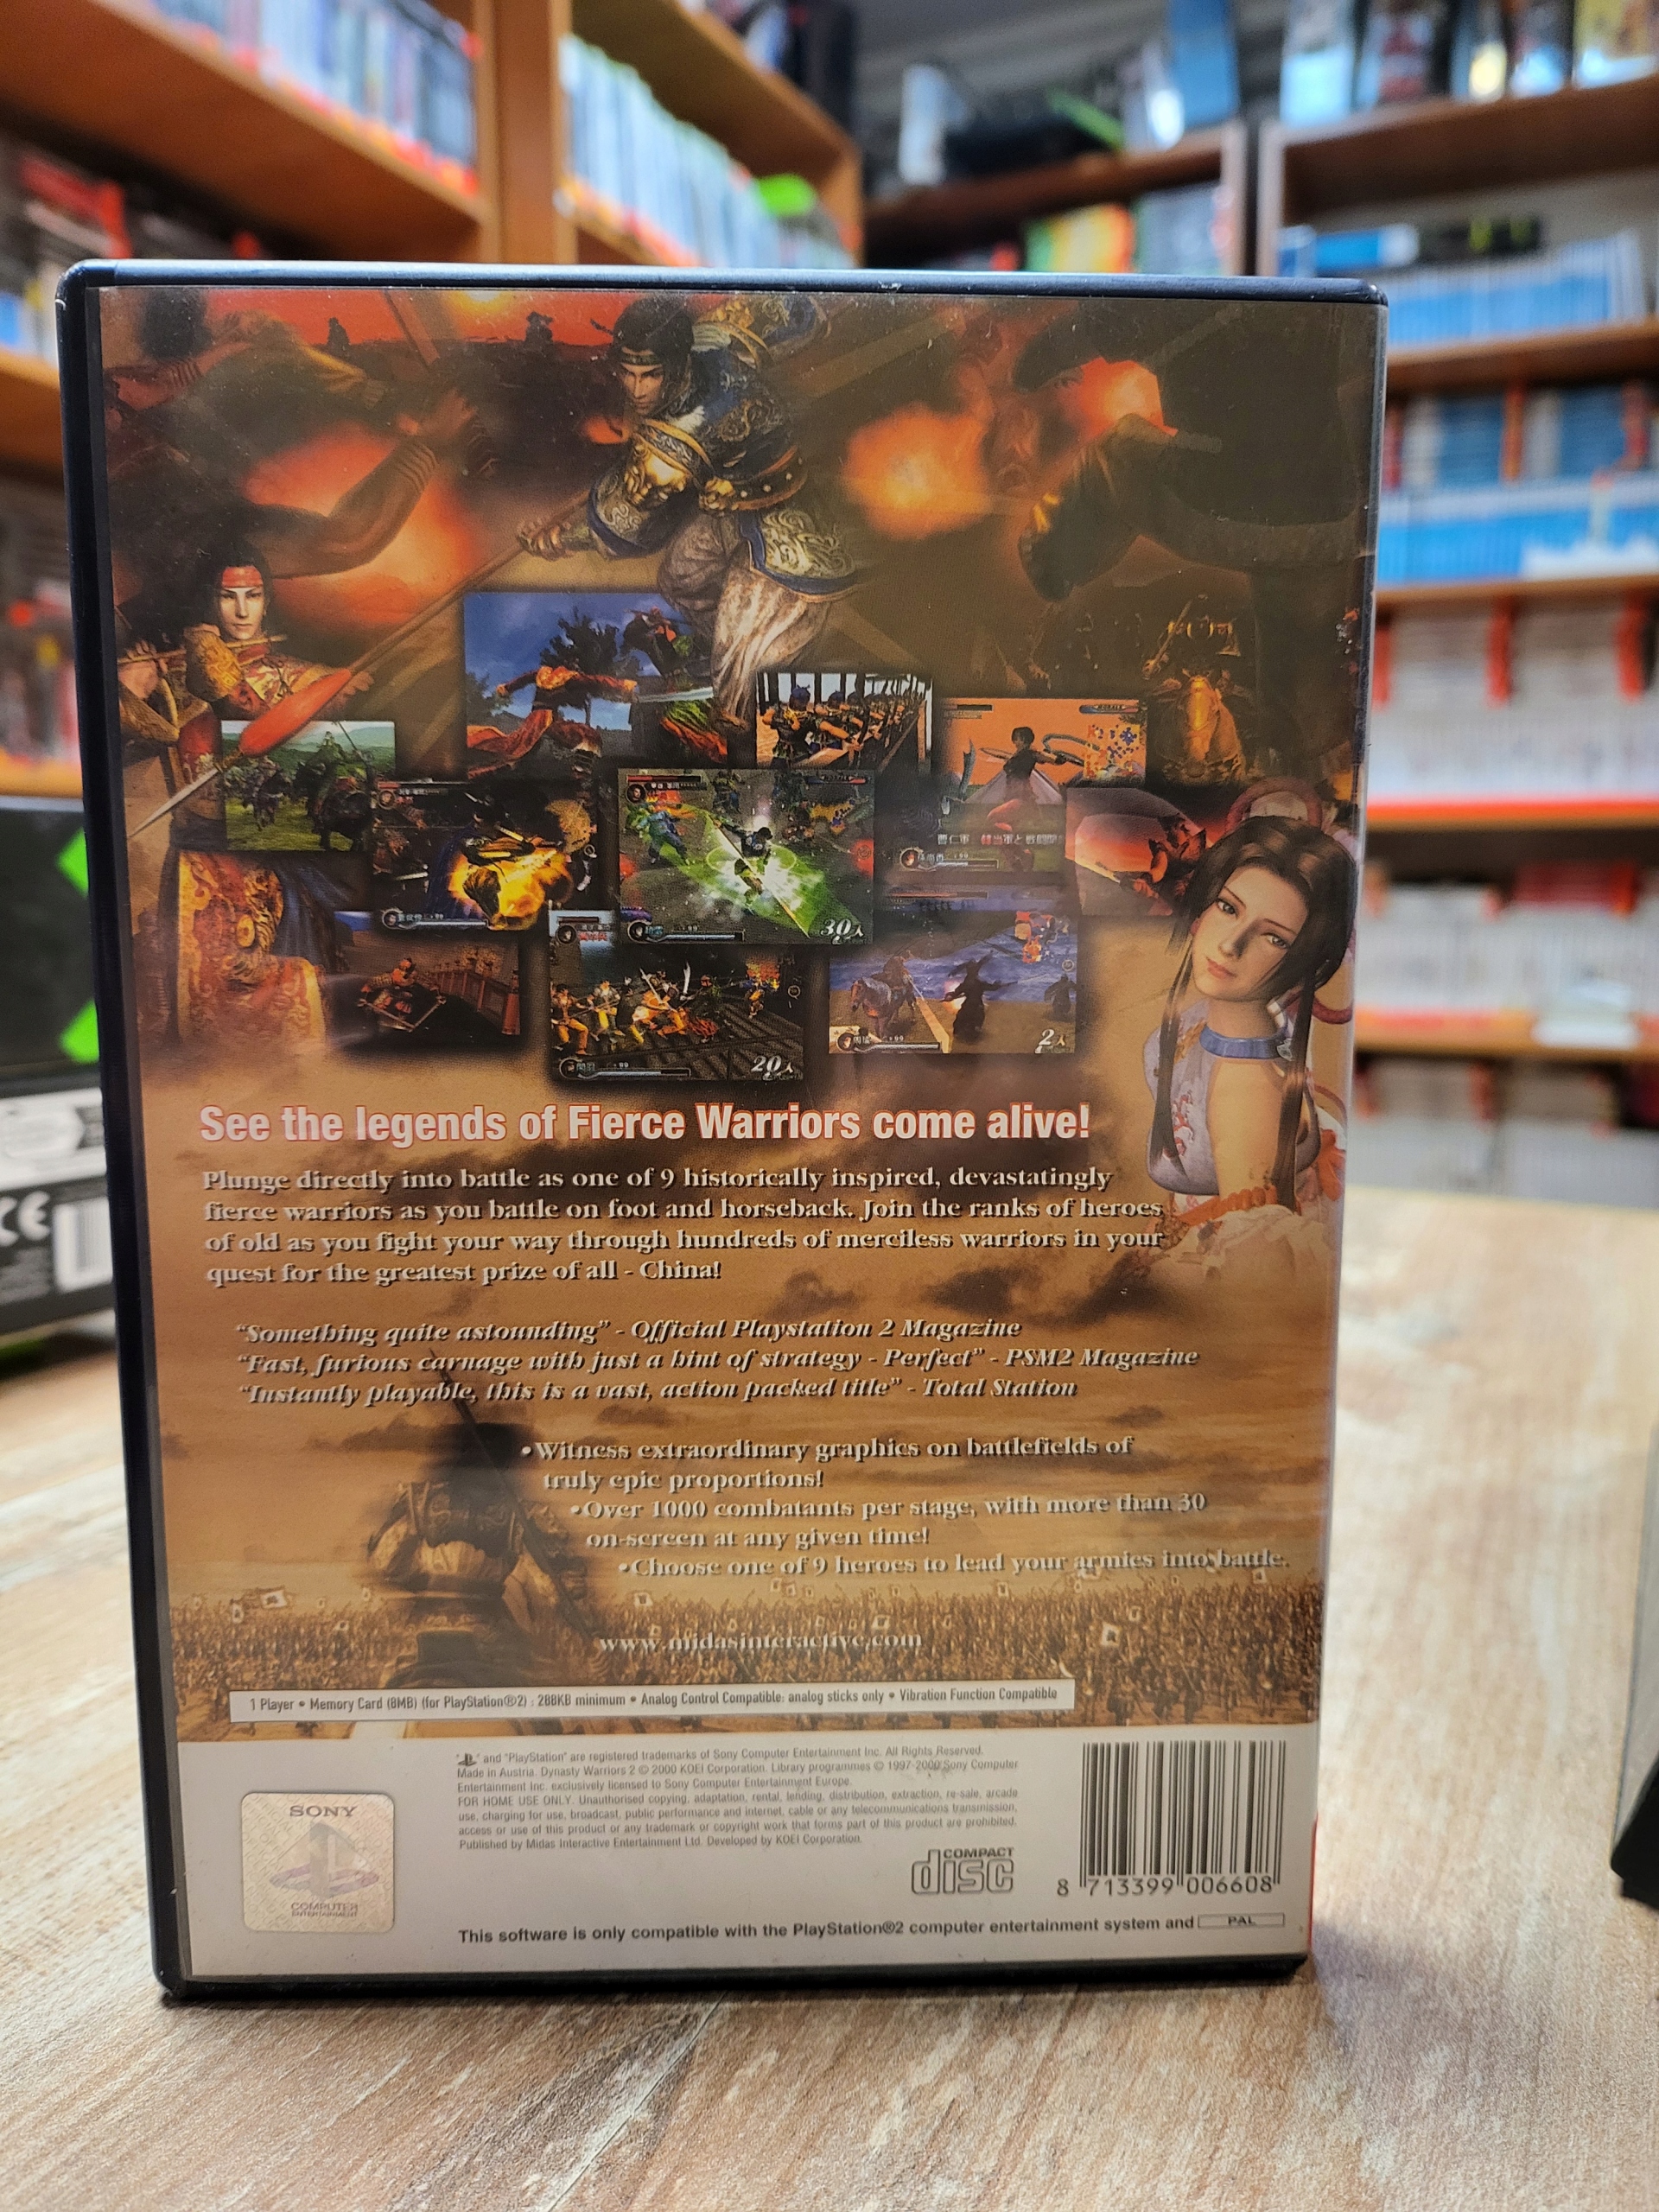 See the legends of Fierce Warriors come alive!
Plunge directly into battle as one of 9 historically inspired, devastatingly
fierce warriors as you battle on foot and horseback. Join the ranks of heroes
of old as you fight your way through hundreds of merciless warriors in your
quest for the greatest prize of all - China!
“Something quite astounding” - Official Playstation 2 Magazine
“Fast, furious carnage with just a hint of strategy - Perfect” - PSM2 Magazine
“Instantly playable, this is a vast, action packed title” - Total Station
• Witness extraordinary graphics on battlefields of
truly epic proportions!
• Over 1000 combatants per stage, with more than 30
on-screen at any given time!
• Choose one of 9 heroes to lead your armies into battle.
www.midasinteractive.com
1 Player • Memory Card (8MB) (for PlayStation®2) : 288KB minimum • Analog Control Compatible: analog sticks only • Vibration Function Compatible
" " and "PlayStation" are registered trademarks of Sony Computer Entertainment Inc. All Rights Reserved.
Made in Austria. Dynasty Warriors 2 © 2000 KOEI Corporation. Library programmes © 1997-2000 Sony Computer
Entertainment Inc. exclusively licensed to Sony Computer Entertainment Europe.
FOR HOME USE ONLY. Unauthorised copying, adaptation, rental, lending, distribution, extraction, re-sale, arcade
use, charging for use, broadcast, public performance and internet, cable or any telecommunications transmission,
access or use of this product or any trademark or copyright work that forms part of this product are prohibited.
Published by Midas Interactive Entertainment Ltd. Developed by KOEI Corporation.
SONY
COMPUTER
ENTERTAINMENT
COMPACT
disc
8 713399 006608
This software is only compatible with the PlayStation®2 computer entertainment system and PAL
30人
20人
2人
CE